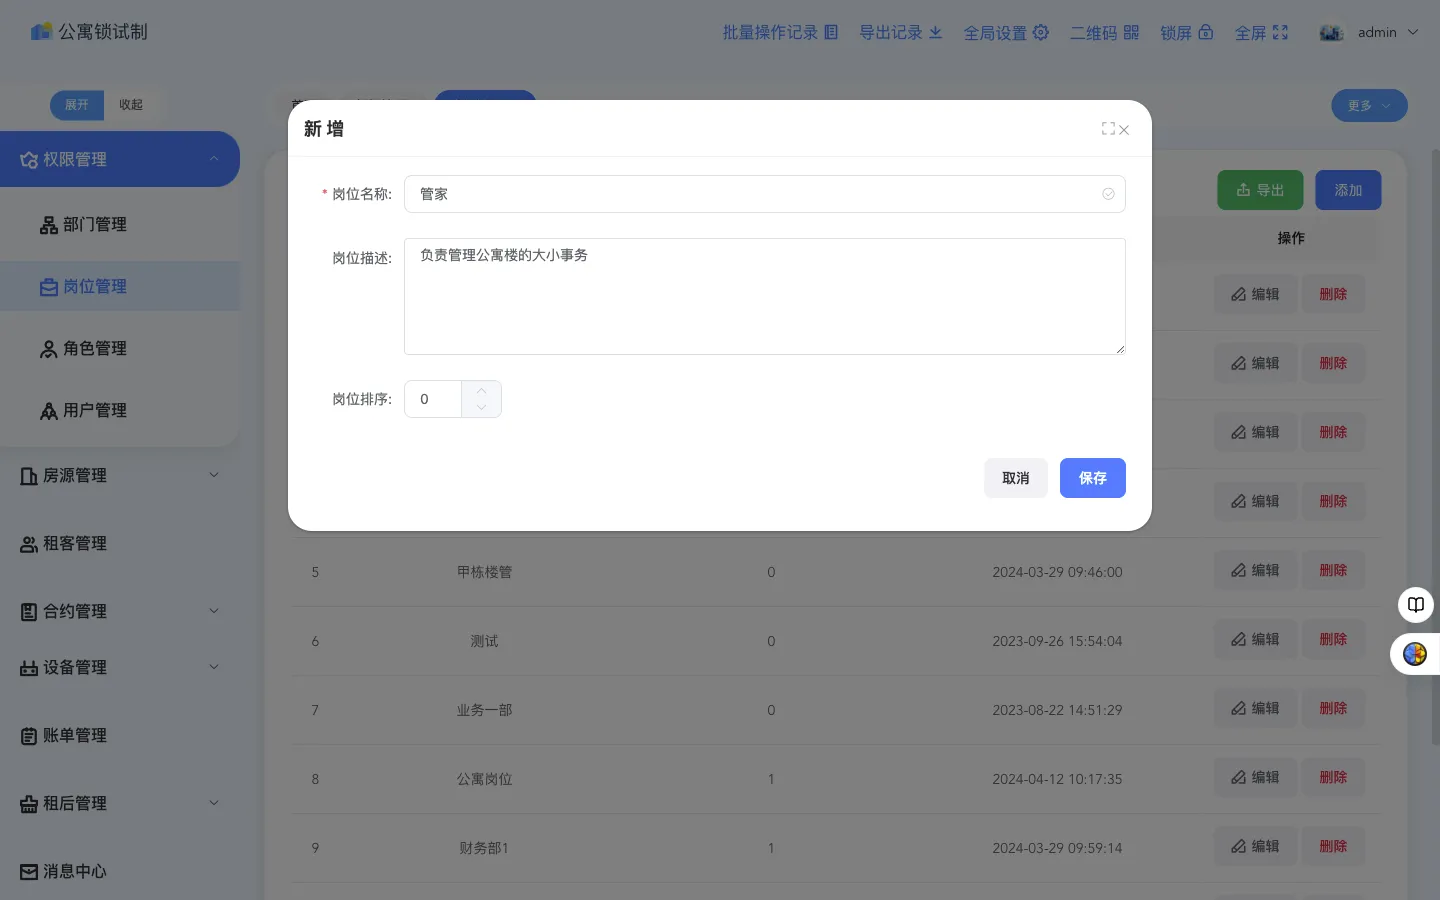 公寓锁试制
批量操作记录
导出记录
全局设置
二维码
锁屏
全屏
admin
展开
收起
更多
权限管理
部门管理
岗位管理
角色管理
用户管理
房源管理
租客管理
合约管理
设备管理
账单管理
租后管理
消息中心
新增
* 岗位名称:
管家
岗位描述:
负责管理公寓楼的大小事务
岗位排序:
0
取消
保存
导出
添加
操作
编辑 删除
编辑 删除
编辑 删除
编辑 删除
5 甲栋楼管 0 2024-03-29 09:46:00 编辑 删除
6 测试 0 2023-09-26 15:54:04 编辑 删除
7 业务一部 0 2023-08-22 14:51:29 编辑 删除
8 公寓岗位 1 2024-04-12 10:17:35 编辑 删除
9 财务部1 1 2024-03-29 09:59:14 编辑 删除